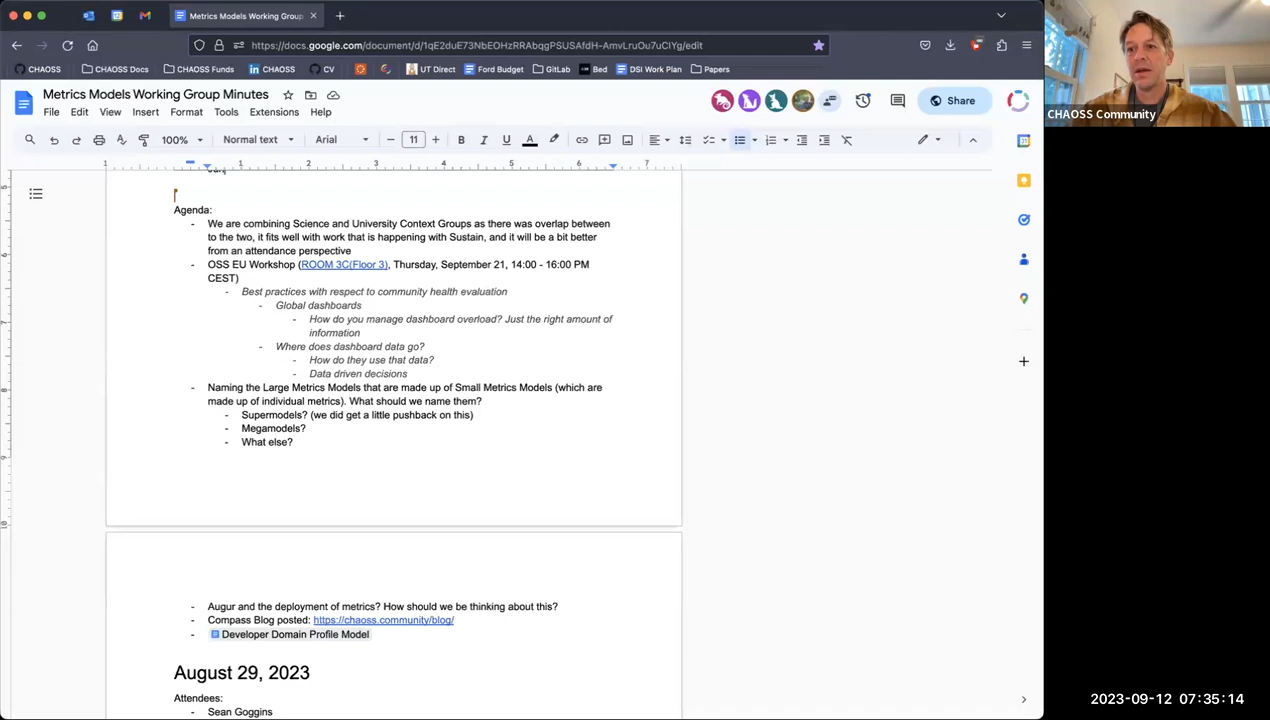 Metrics Models Working Group
https://docs.google.com/document/d/1qE2duE73NbEOHzRRAbqgPSUSAfdH-AmvLruOu7uClYg/edit
CHAOSS
CHAOSS Docs
CHAOSS Funds
CHAOSS
CV
UT Direct
Ford Budget
GitLab
Bed
DSI Work Plan
Papers
Metrics Models Working Group Minutes
File Edit View Insert Format Tools Extensions Help
Share
CHAOSS Community
100% Normal text Arial 11
1 1 2 3 4 5 6 7
Agenda:
- We are combining Science and University Context Groups as there was overlap between
to the two, it fits well with work that is happening with Sustain, and it will be a bit better
from an attendance perspective
- OSS EU Workshop (ROOM 3C(Floor 3), Thursday, September 21, 14:00 - 16:00 PM
CEST)
- Best practices with respect to community health evaluation
- Global dashboards
- How do you manage dashboard overload? Just the right amount of
information
- Where does dashboard data go?
- How do they use that data?
- Data driven decisions
- Naming the Large Metrics Models that are made up of Small Metrics Models (which are
made up of individual metrics). What should we name them?
- Supermodels? (we did get a little pushback on this)
- Megamodels?
- What else?
- Augur and the deployment of metrics? How should we be thinking about this?
- Compass Blog posted: https://chaoss.community/blog/
- Developer Domain Profile Model
August 29, 2023
Attendees:
- Sean Goggins
2023-09-12 07:35:14